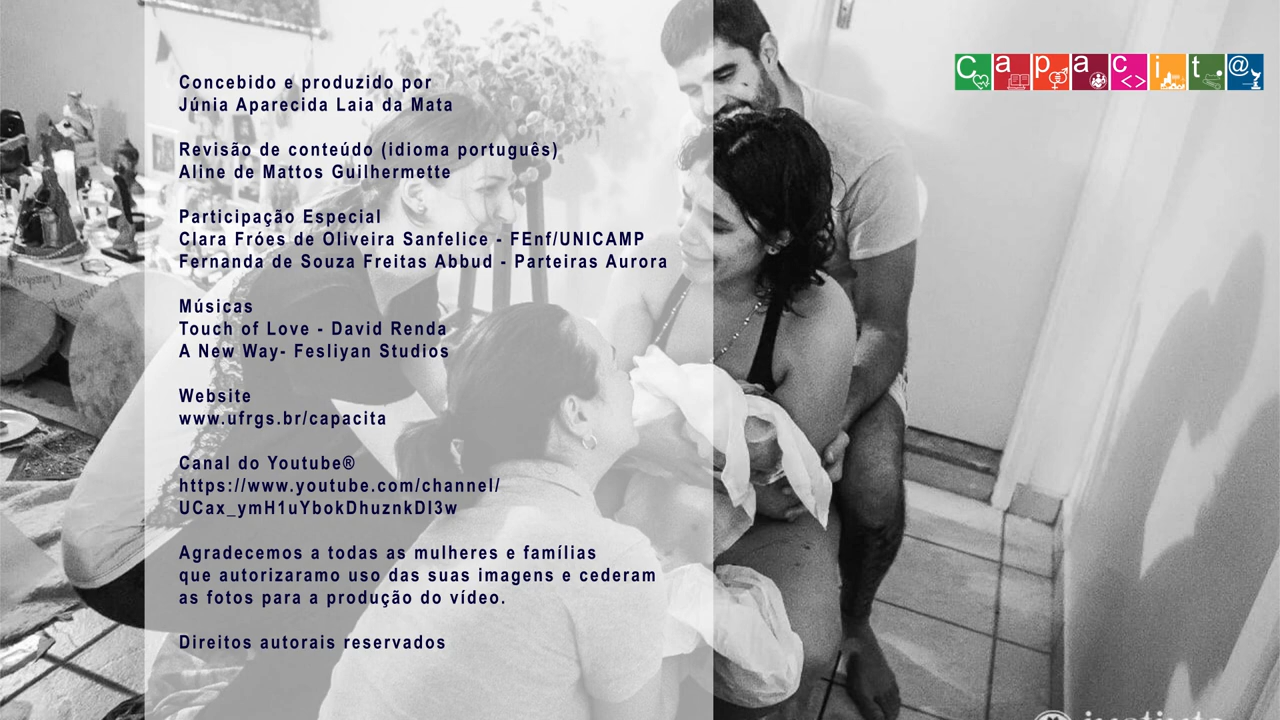 Concebido e produzido por
Júnia Aparecida Laia da Mata
Revisão de conteúdo (idioma português)
Aline de Mattos Guilhermette
Participação Especial
Clara Fróes de Oliveira Sanfelice - FEnf/UNICAMP
Fernanda de Souza Freitas Abbud - Parteiras Aurora
Músicas
Touch of Love - David Renda
A New Way- Fesliyan Studios
Website
www.ufrgs.br/capacita
Canal do Youtube®
https://www.youtube.com/channel/
UCax_ymH1uYbokDhuznkDI3w
Agradecemos a todas as mulheres e famílias
que autorizaramo uso das suas imagens e cederam
as fotos para a produção do vídeo.
Direitos autorais reservados
Capacit.@